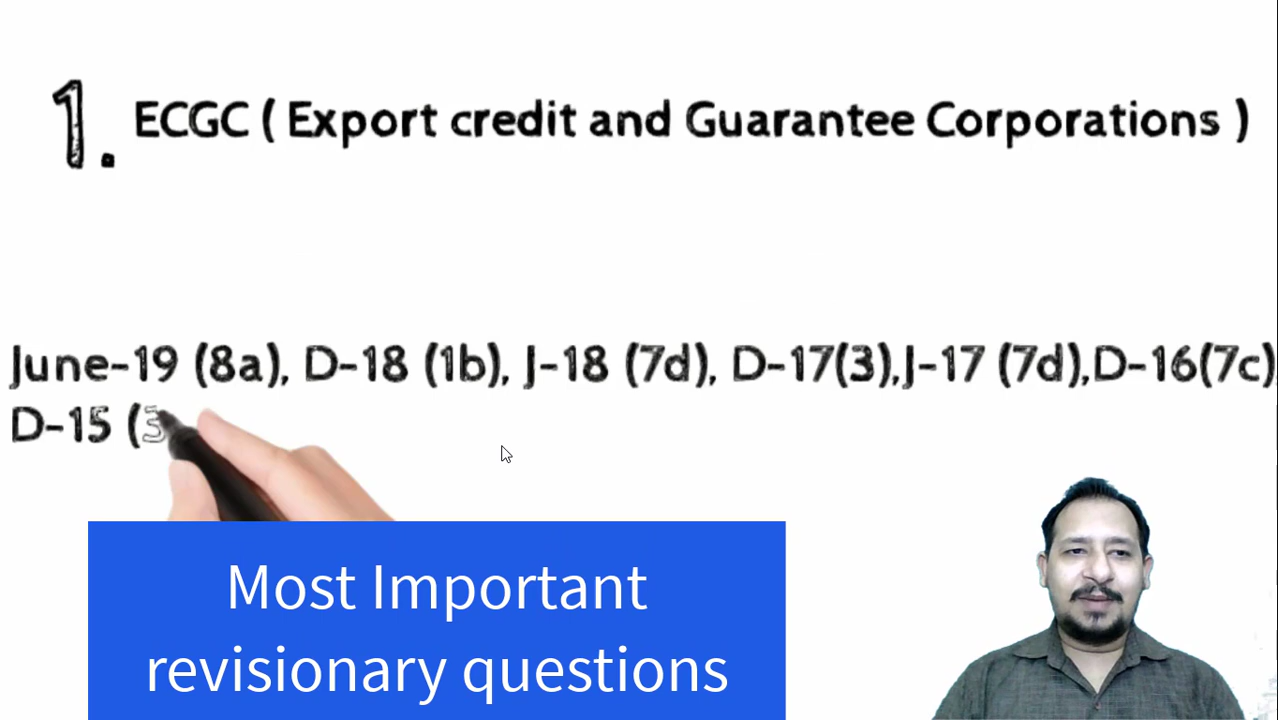 1. ECGC ( Export credit and Guarantee Corporations )
June-19 (8a), D-18 (1b), J-18 (7d), D-17(3),J-17 (7d),D-16(7c)
D-15 (3
Most Important
revisionary questions